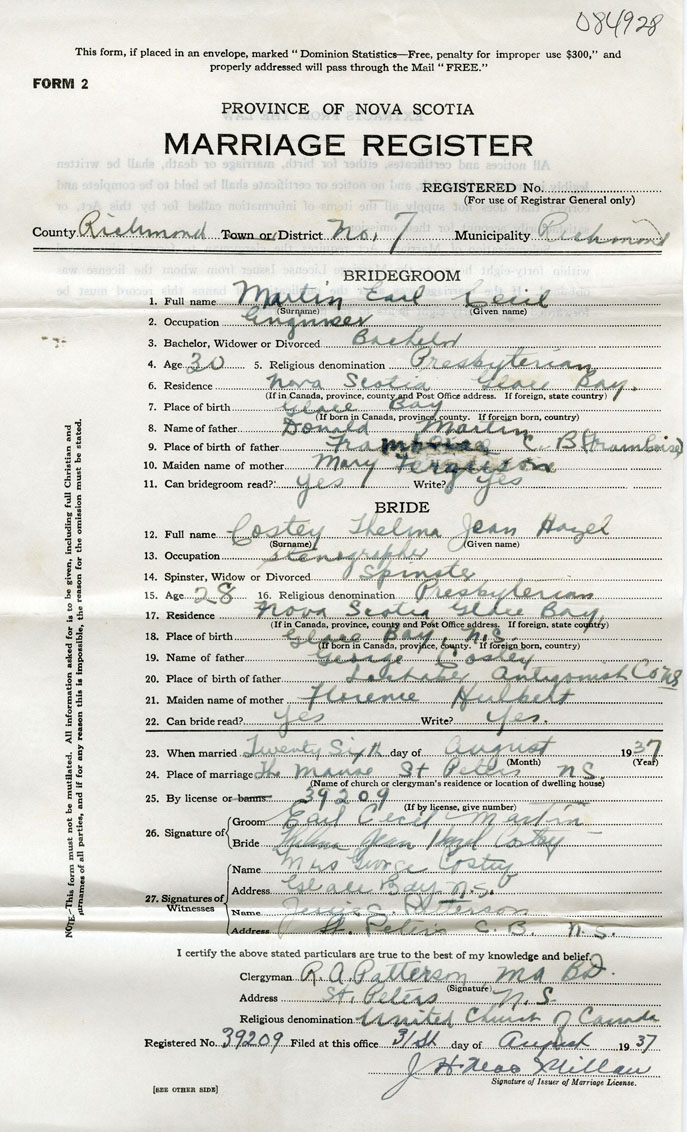 084928
This form, if placed in an envelope, marked "Dominion Statistics—Free, penalty for improper use $300," and
properly addressed will pass through the Mail "FREE."
FORM 2
PROVINCE OF NOVA SCOTIA
MARRIAGE REGISTER
REGISTERED No.
(For use of Registrar General only)
County Richmond Town or District No. 7 Municipality Richmond
BRIDEGROOM
1. Full name Martin Earl Cecil
(Surname) (Given name)
2. Occupation Engineer
3. Bachelor, Widower or Divorced Bachelor
4. Age 30 5. Religious denomination Presbyterian
6. Residence Nova Scotia Glace Bay.
(If in Canada, province, county and Post Office address. If foreign, state country)
7. Place of birth Glace Bay
(If born in Canada, province, county. If foreign born, country)
8. Name of father Donald Martin
9. Place of birth of father C. B (Framboise)
10. Maiden name of mother Mary Ferguson
11. Can bridegroom read? Yes Write? Yes
BRIDE
12. Full name Costey Thelma Jean Hazel
(Surname) (Given name)
13. Occupation Stenographer
14. Spinster, Widow or Divorced Spinster
15. Age 28 16. Religious denomination Presbyterian
17. Residence Nova Scotia Glace Bay,
(If in Canada, province, county and Post Office address. If foreign, state country)
18. Place of birth Glace Bay, N.S.
(If born in Canada, province, county. If foreign born, country)
19. Name of father George Costey
20. Place of birth of father Antagonish Co NS
21. Maiden name of mother Florence Hulbert
22. Can bride read? Yes Write? Yes.
23. When married Twenty Sixth day of August 1937
(Month) (Year)
24. Place of marriage The Manse St Peters N S.
(Name of church or clergyman's residence or location of dwelling house)
25. By license or banns 39209
(If by license, give number)
26. Signature of
Groom Earl Cecil Martin
Bride Thelma Jean Hazel Costey
27. Signatures of Witnesses
Name Mrs George Costey
Address Glace Bay N.S.
Name Patterson
Address St. Peters C. B. N. S.
I certify the above stated particulars are true to the best of my knowledge and belief.
Clergyman R. A. Patterson MA BD.
(Signature)
Address St. Peters N. S.
Religious denomination United Church of Canada
Registered No. 39209 Filed at this office 31st day of August 1937
Signature of Issuer of Marriage License.
[SEE OTHER SIDE]
NOTE—This form must not be mutilated. All information asked for is to be given, including full Christian and
surnames of all parties, and if for any reason this is impossible, the reason for the omission must be stated.